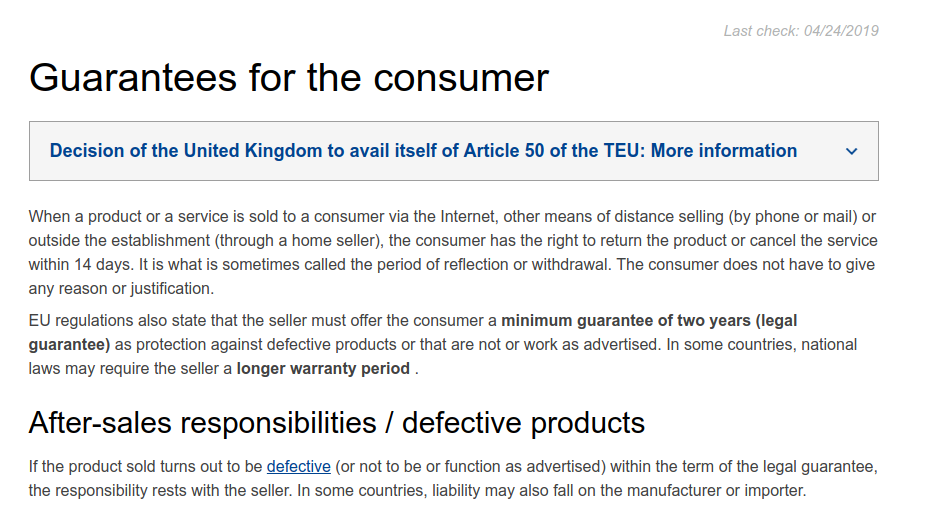 Last check: 04/24/2019
Guarantees for the consumer
Decision of the United Kingdom to avail itself of Article 50 of the TEU: More information
When a product or a service is sold to a consumer via the Internet, other means of distance selling (by phone or mail) or
outside the establishment (through a home seller), the consumer has the right to return the product or cancel the service
within 14 days. It is what is sometimes called the period of reflection or withdrawal. The consumer does not have to give
any reason or justification.
EU regulations also state that the seller must offer the consumer a minimum guarantee of two years (legal
guarantee) as protection against defective products or that are not or work as advertised. In some countries, national
laws may require the seller a longer warranty period .
After-sales responsibilities / defective products
If the product sold turns out to be defective (or not to be or function as advertised) within the term of the legal guarantee,
the responsibility rests with the seller. In some countries, liability may also fall on the manufacturer or importer.